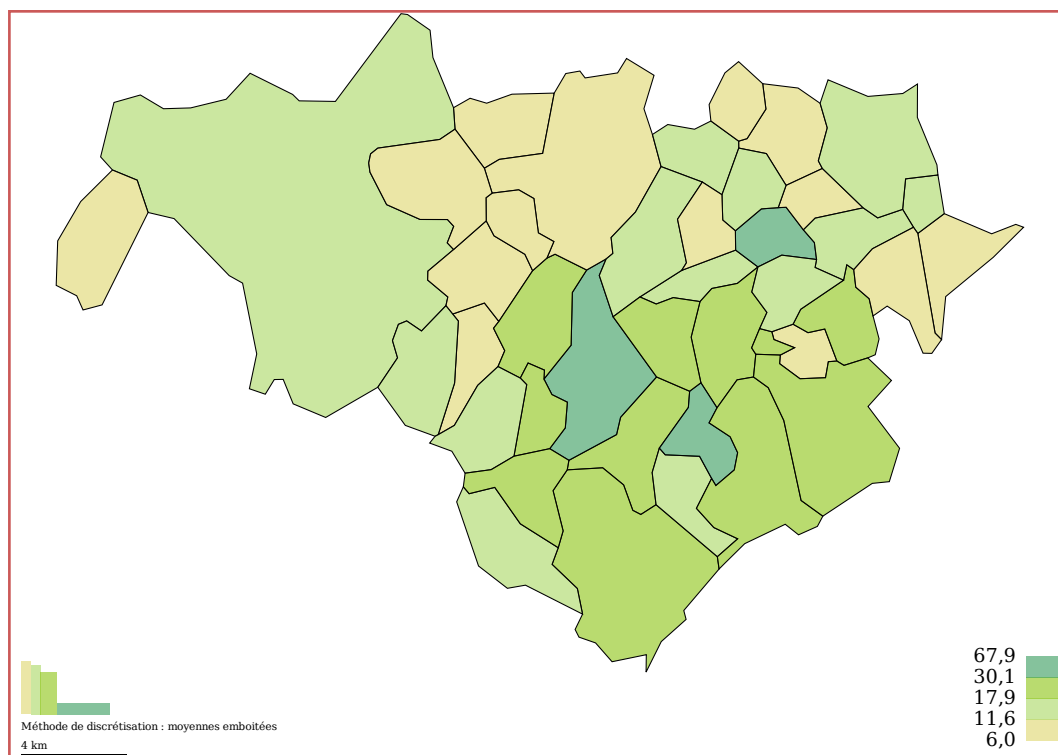 67,9
30,1
17,9
11,6
6,0
Méthode de discrétisation : moyennes emboitées
4 km